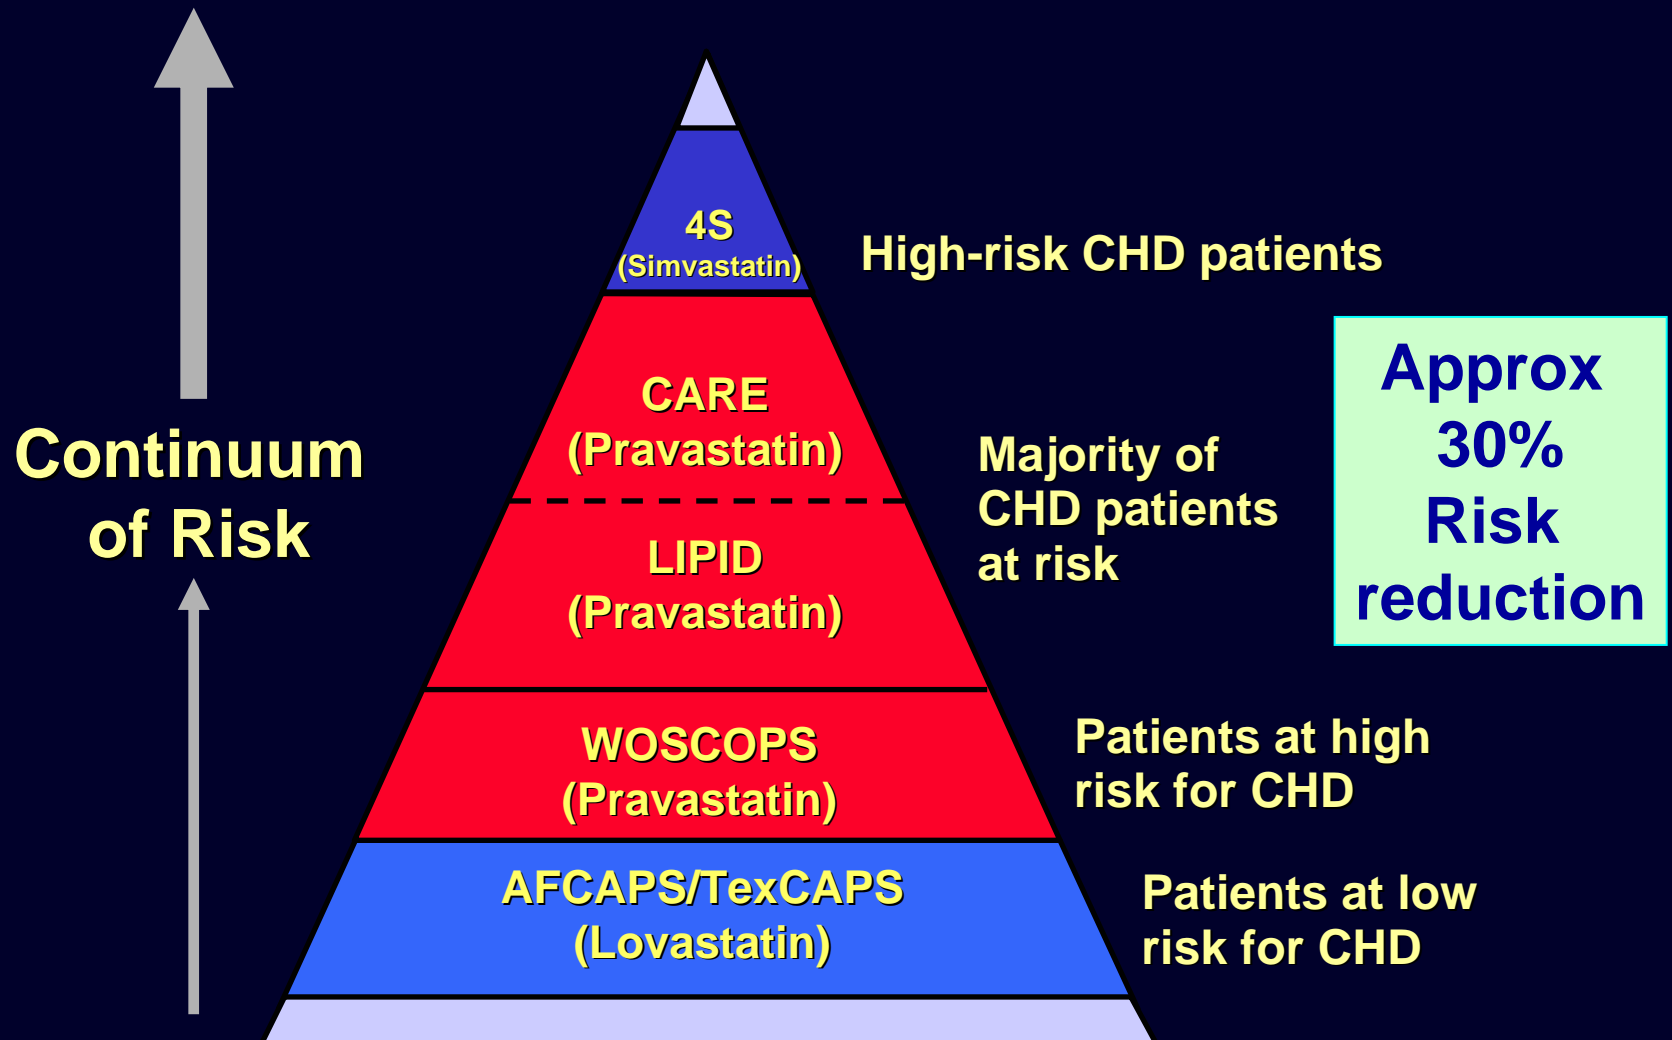 4S
(Simvastatin)
High-risk CHD patients
CARE
(Pravastatin)
Continuum
of Risk
Majority of
CHD patients
at risk
Approx
30%
Risk
reduction
LIPID
(Pravastatin)
WOSCOPS
(Pravastatin)
Patients at high
risk for CHD
AFCAPS/TexCAPS
(Lovastatin)
Patients at low
risk for CHD